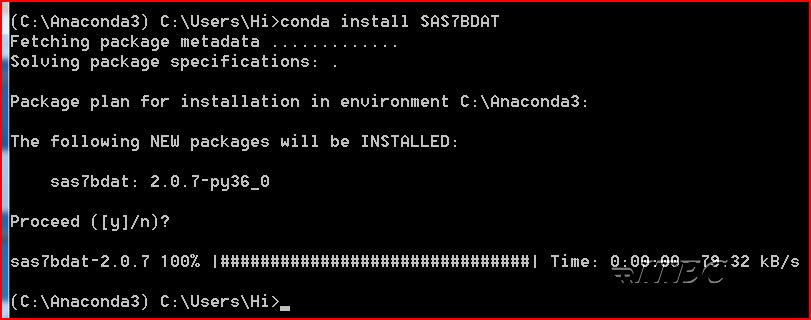 (C:\Anaconda3) C:\Users\Hi>conda install SAS7BDAT
Fetching package metadata .............
Solving package specifications: .
Package plan for installation in environment C:\Anaconda3:
The following NEW packages will be INSTALLED:
sas7bdat: 2.0.7-py36_0
Proceed ([y]/n)?
sas7bdat-2.0.7 100% |###############################| Time: 0:00:00 79.32 kB/s
(C:\Anaconda3) C:\Users\Hi>_